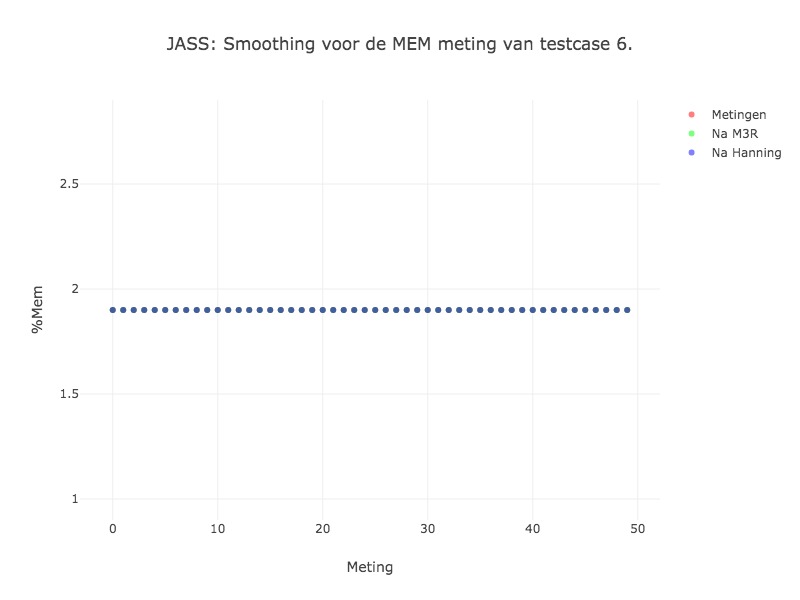 JASS: Smoothing voor de MEM meting van testcase 6.
Metingen
Na M3R
Na Hanning
2.5
2
1.5
1
%Mem
0
10
20
30
40
50
Meting